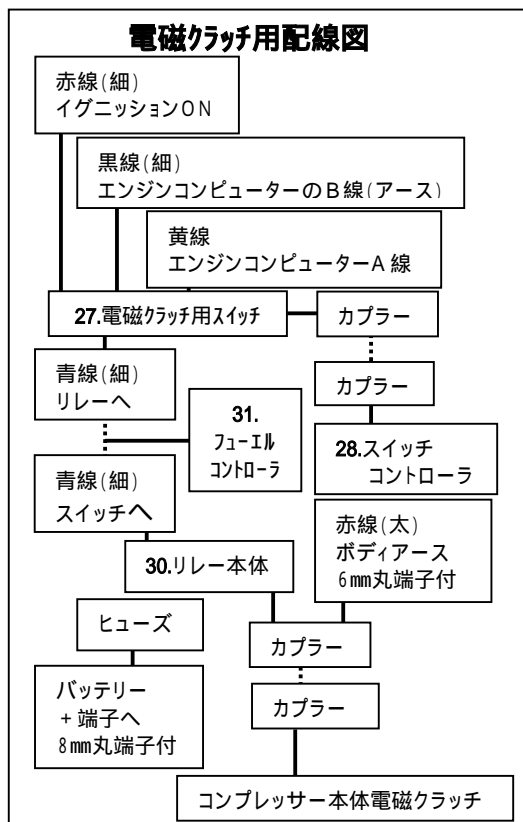 電磁クラッチ用配線図
赤線(細)
イグニッションON
黒線(細)
エンジンコンピューターのB線(アース)
黄線
エンジンコンピューターA線
27.電磁クラッチ用スイッチ
カプラー
青線(細)
リレーへ
カプラー
31.
フューエル
コントローラ
28.スイッチ
コントローラ
青線(細)
スイッチへ
赤線(太)
ボディアース
6mm丸端子付
30.リレー本体
ヒューズ
カプラー
バッテリー
+端子へ
8mm丸端子付
カプラー
コンプレッサー本体電磁クラッチ